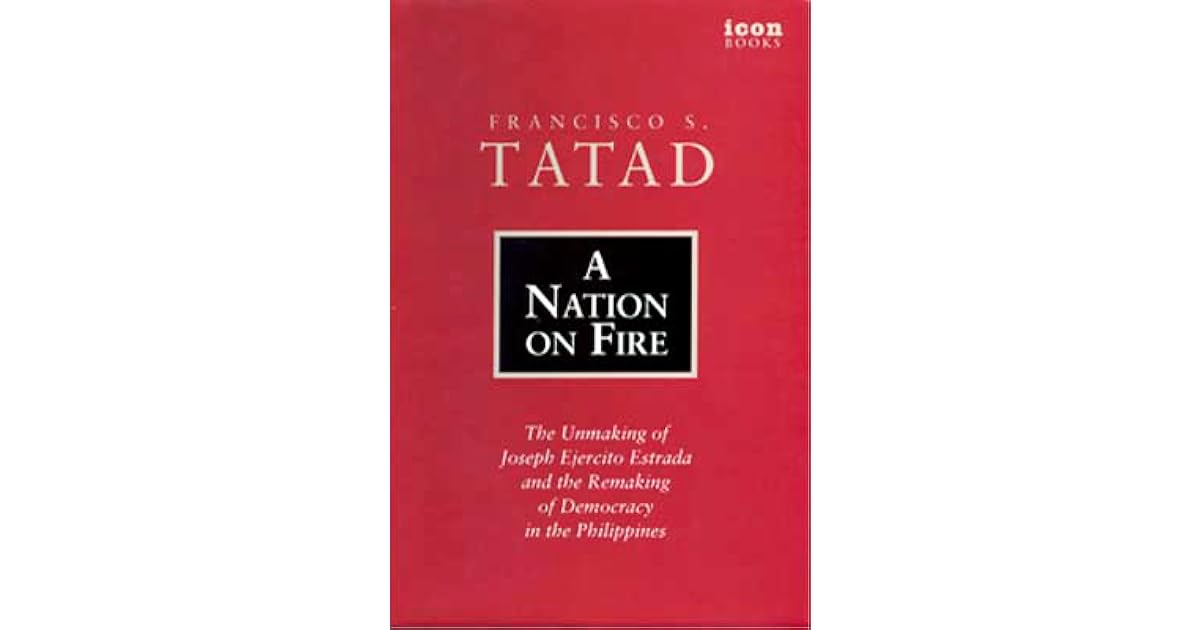 icon
BOOKS
FRANCISCO S.
TATAD
A
NATION
ON FIRE
The Unmaking of
Joseph Ejercito Estrada
and the Remaking
of Democracy
in the Philippines